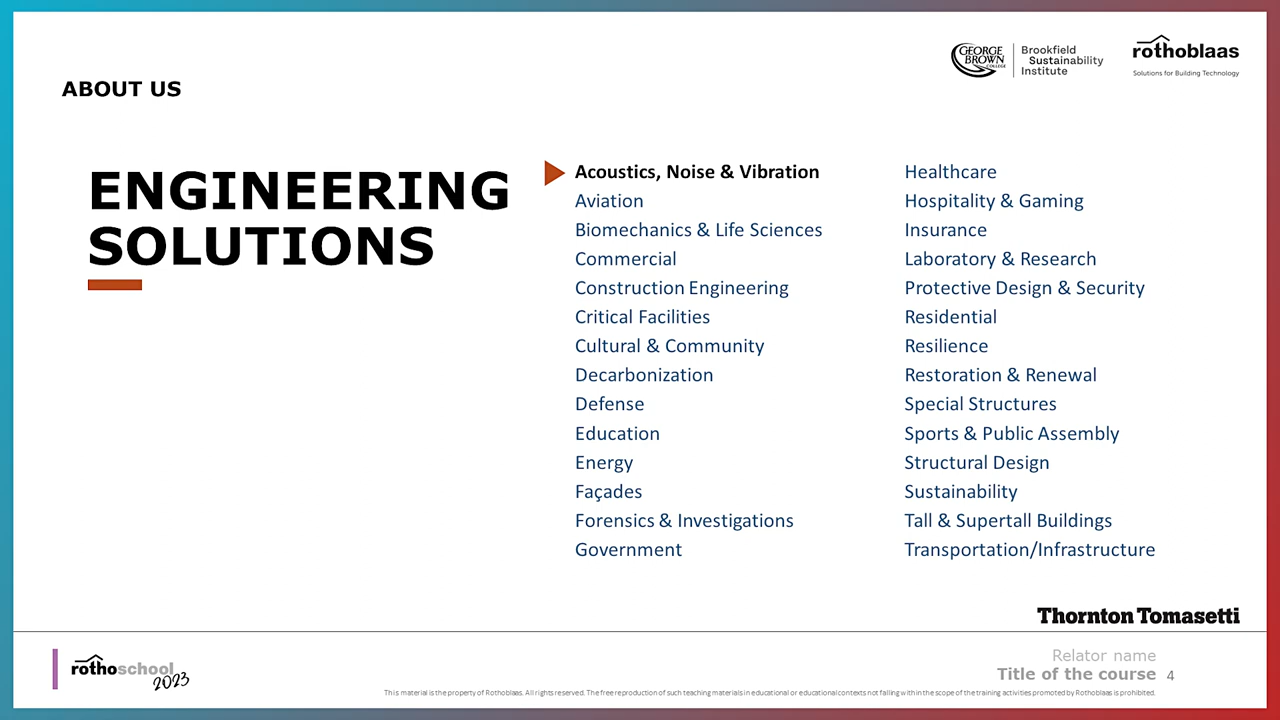 ABOUT US
GEORGE
BROWN
COLLEGE
Brookfield
Sustainability
Institute
rothoblaas
Solutions for Building Technology
ENGINEERING
SOLUTIONS
Acoustics, Noise & Vibration
Aviation
Biomechanics & Life Sciences
Commercial
Construction Engineering
Critical Facilities
Cultural & Community
Decarbonization
Defense
Education
Energy
Façades
Forensics & Investigations
Government
Healthcare
Hospitality & Gaming
Insurance
Laboratory & Research
Protective Design & Security
Residential
Resilience
Restoration & Renewal
Special Structures
Sports & Public Assembly
Structural Design
Sustainability
Tall & Supertall Buildings
Transportation/Infrastructure
Thornton Tomasetti
rothoschool
2023
Relator name
Title of the course 4
This material is the property of Rothoblaas. All rights reserved. The free reproduction of such teaching materials in educational or educational contexts not falling within the scope of the training activities promoted by Rothoblaas is prohibited.